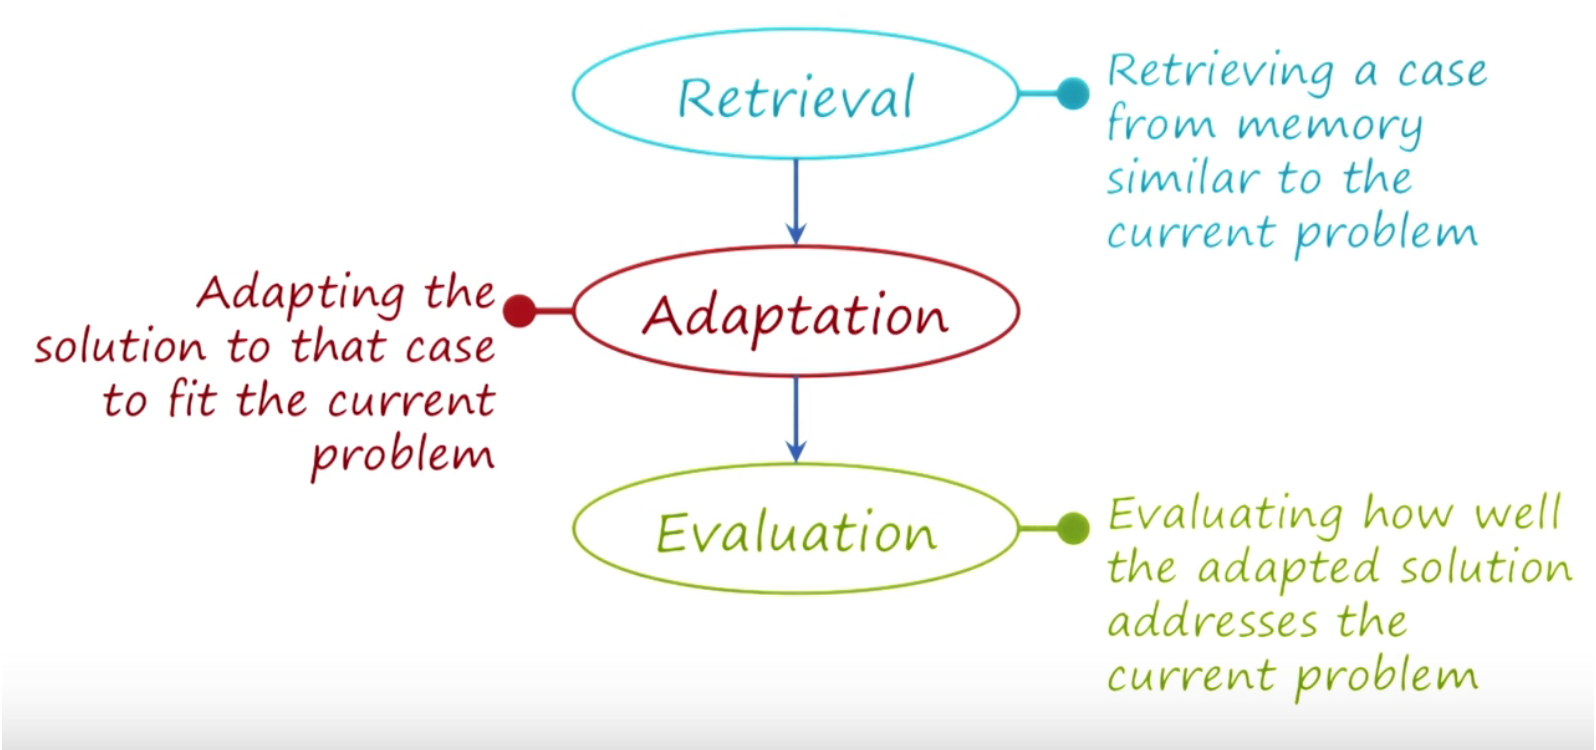 Retrieval
Retrieving a case
from memory
similar to the
current problem
Adaptation
Adapting the
solution to that case
to fit the current
problem
Evaluation
Evaluating how well
the adapted solution
addresses the
current problem